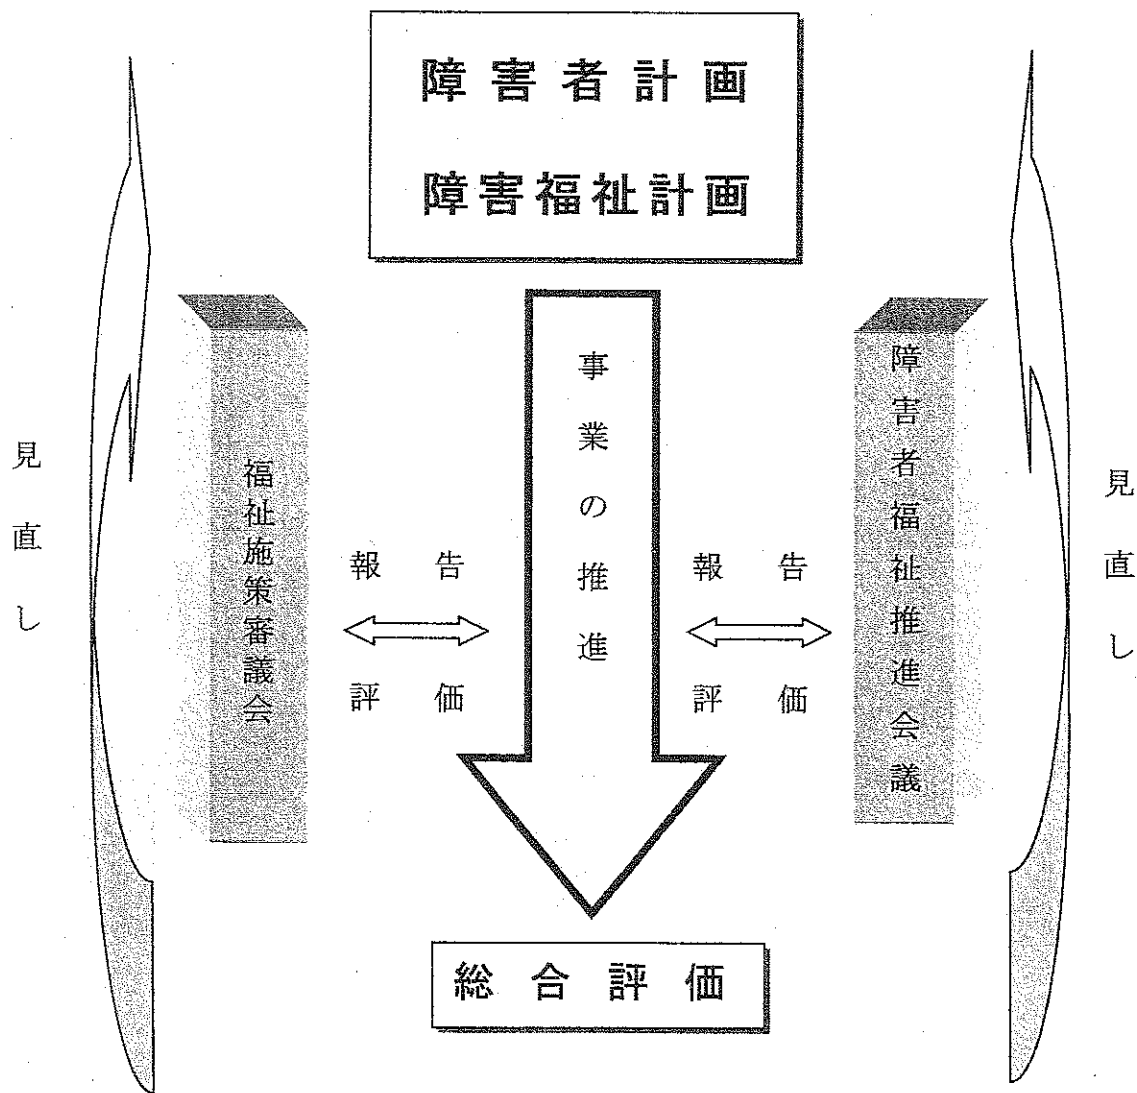 障害者計画
障害福祉計画
見直し
福祉施策審議会
報告
評価
事業の推進
報告
評価
障害者福祉推進会議
見直し
総合評価